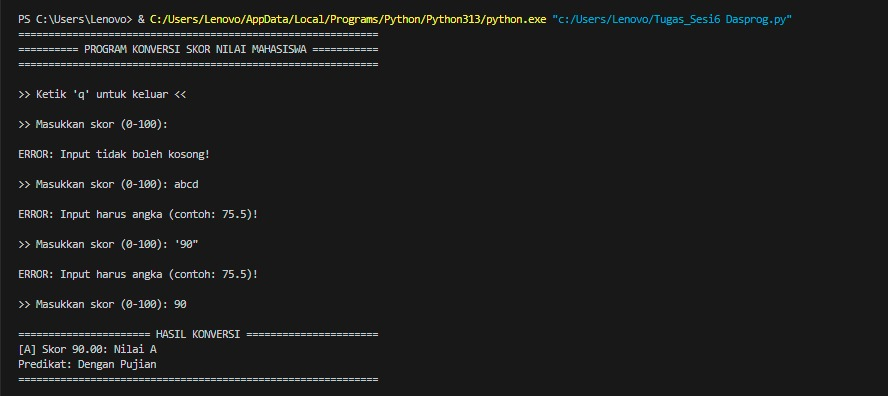 PS C:\Users\Lenovo> & C:/Users/Lenovo/AppData/Local/Programs/Python/Python313/python.exe "c:/Users/Lenovo/Tugas_Sesi6 Dasprog.py"
============================================================
========== PROGRAM KONVERSI SKOR NILAI MAHASISWA ===========
============================================================
>> Ketik 'q' untuk keluar <<
>> Masukkan skor (0-100):
ERROR: Input tidak boleh kosong!
>> Masukkan skor (0-100): abcd
ERROR: Input harus angka (contoh: 75.5)!
>> Masukkan skor (0-100): '90"
ERROR: Input harus angka (contoh: 75.5)!
>> Masukkan skor (0-100): 90
====================== HASIL KONVERSI ======================
[A] Skor 90.00: Nilai A
Predikat: Dengan Pujian
============================================================